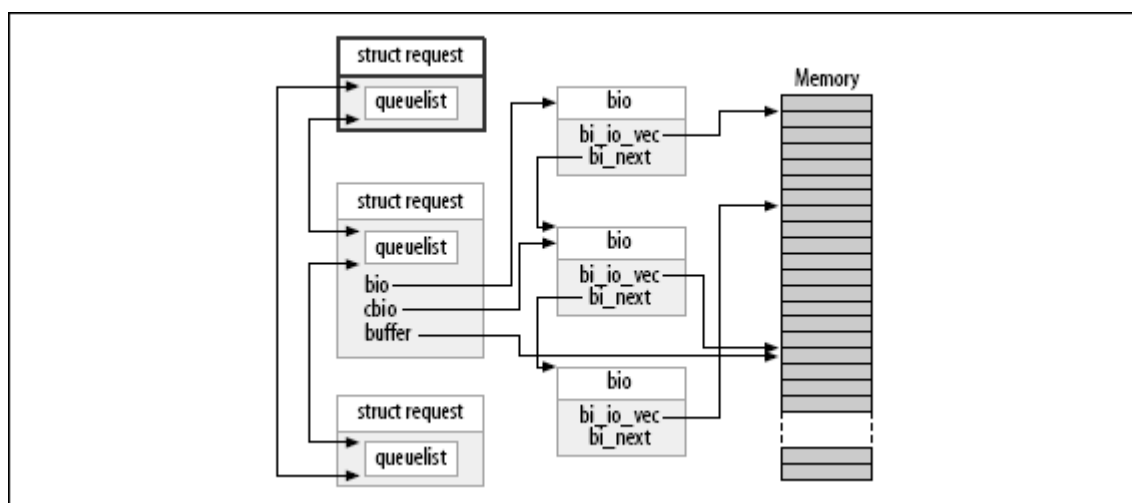 struct request
queuelist
struct request
queuelist
bio
cbio
buffer
struct request
queuelist
bio
bi_io_vec
bi_next
bio
bi_io_vec
bi_next
bio
bi_io_vec
bi_next
Memory